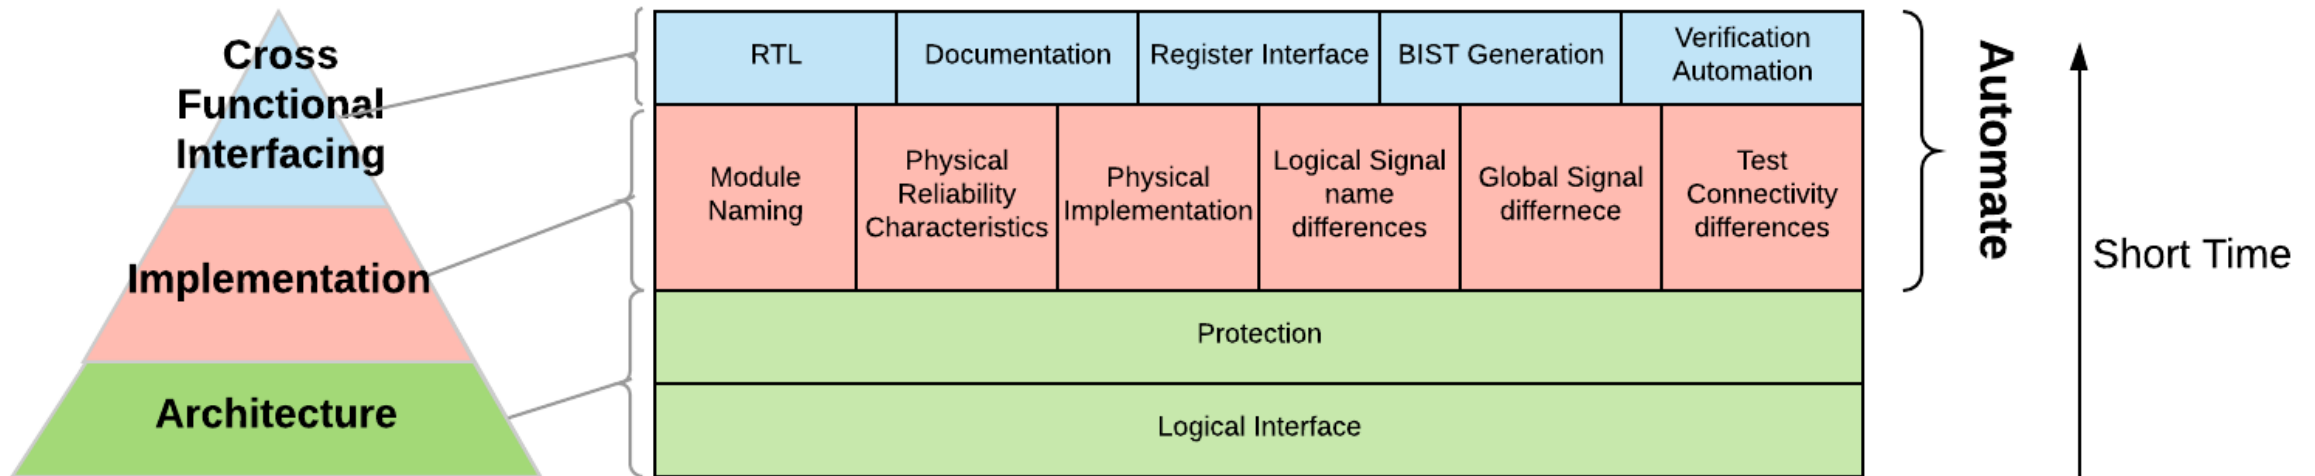 Cross
Functional
Interfacing
Implementation
Architecture
RTL
Documentation
Register Interface
BIST Generation
Verification
Automation
Module
Naming
Physical
Reliability
Characteristics
Physical
Implementation
Logical Signal
name
differences
Global Signal
differnece
Test
Connectivity
differences
Protection
Logical Interface
Automate
Short Time